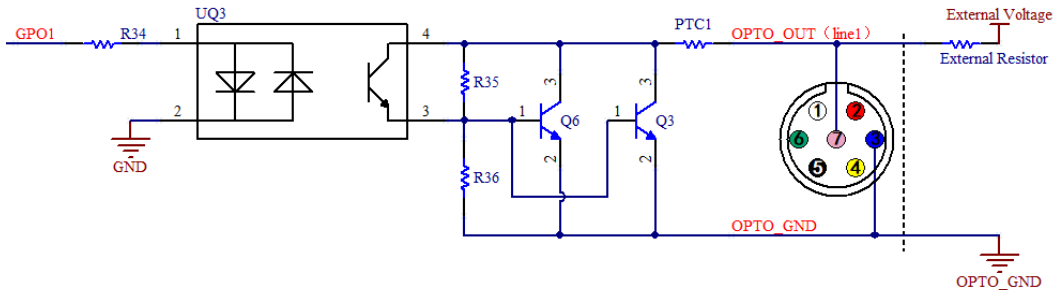 UQ3
GPO1
R34
1
2
4
3
GND
R35
R36
1
3
2
Q6
1
3
2
Q3
PTC1
OPTO_OUT（line1）
External Voltage
External Resistor
1
2
6
7
3
5
4
OPTO_GND
OPTO_GND